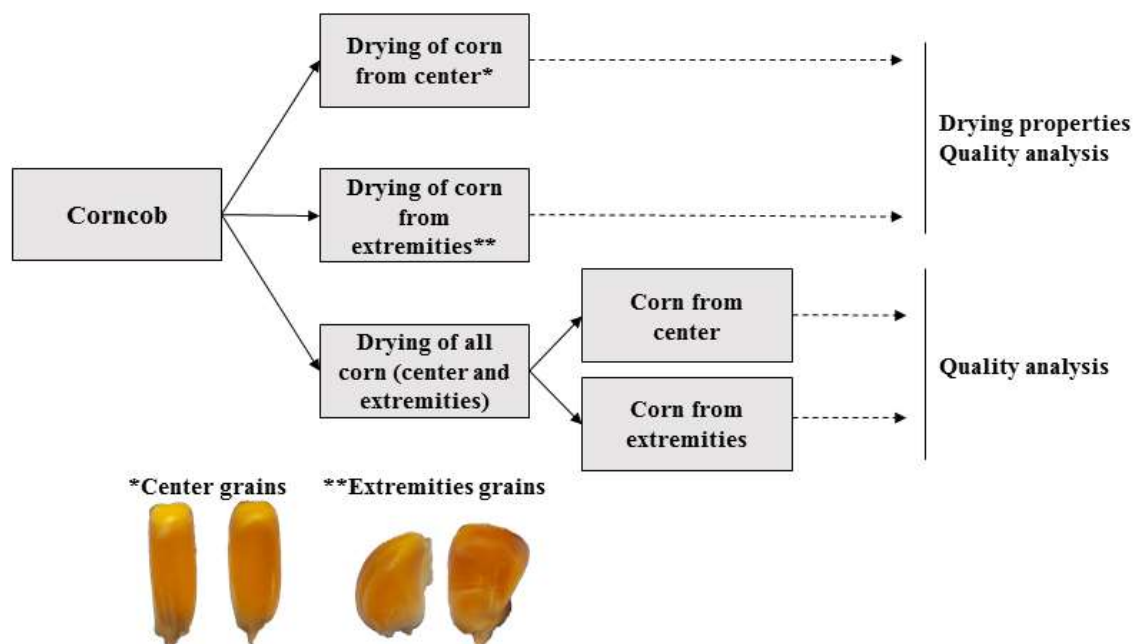 Drying of corn
from center*
Drying properties
Quality analysis
Corncob
Drying of corn
from
extremities**
Drying of all
corn (center and
extremities)
Corn from
center
Quality analysis
Corn from
extremities
*Center grains
**Extremities grains